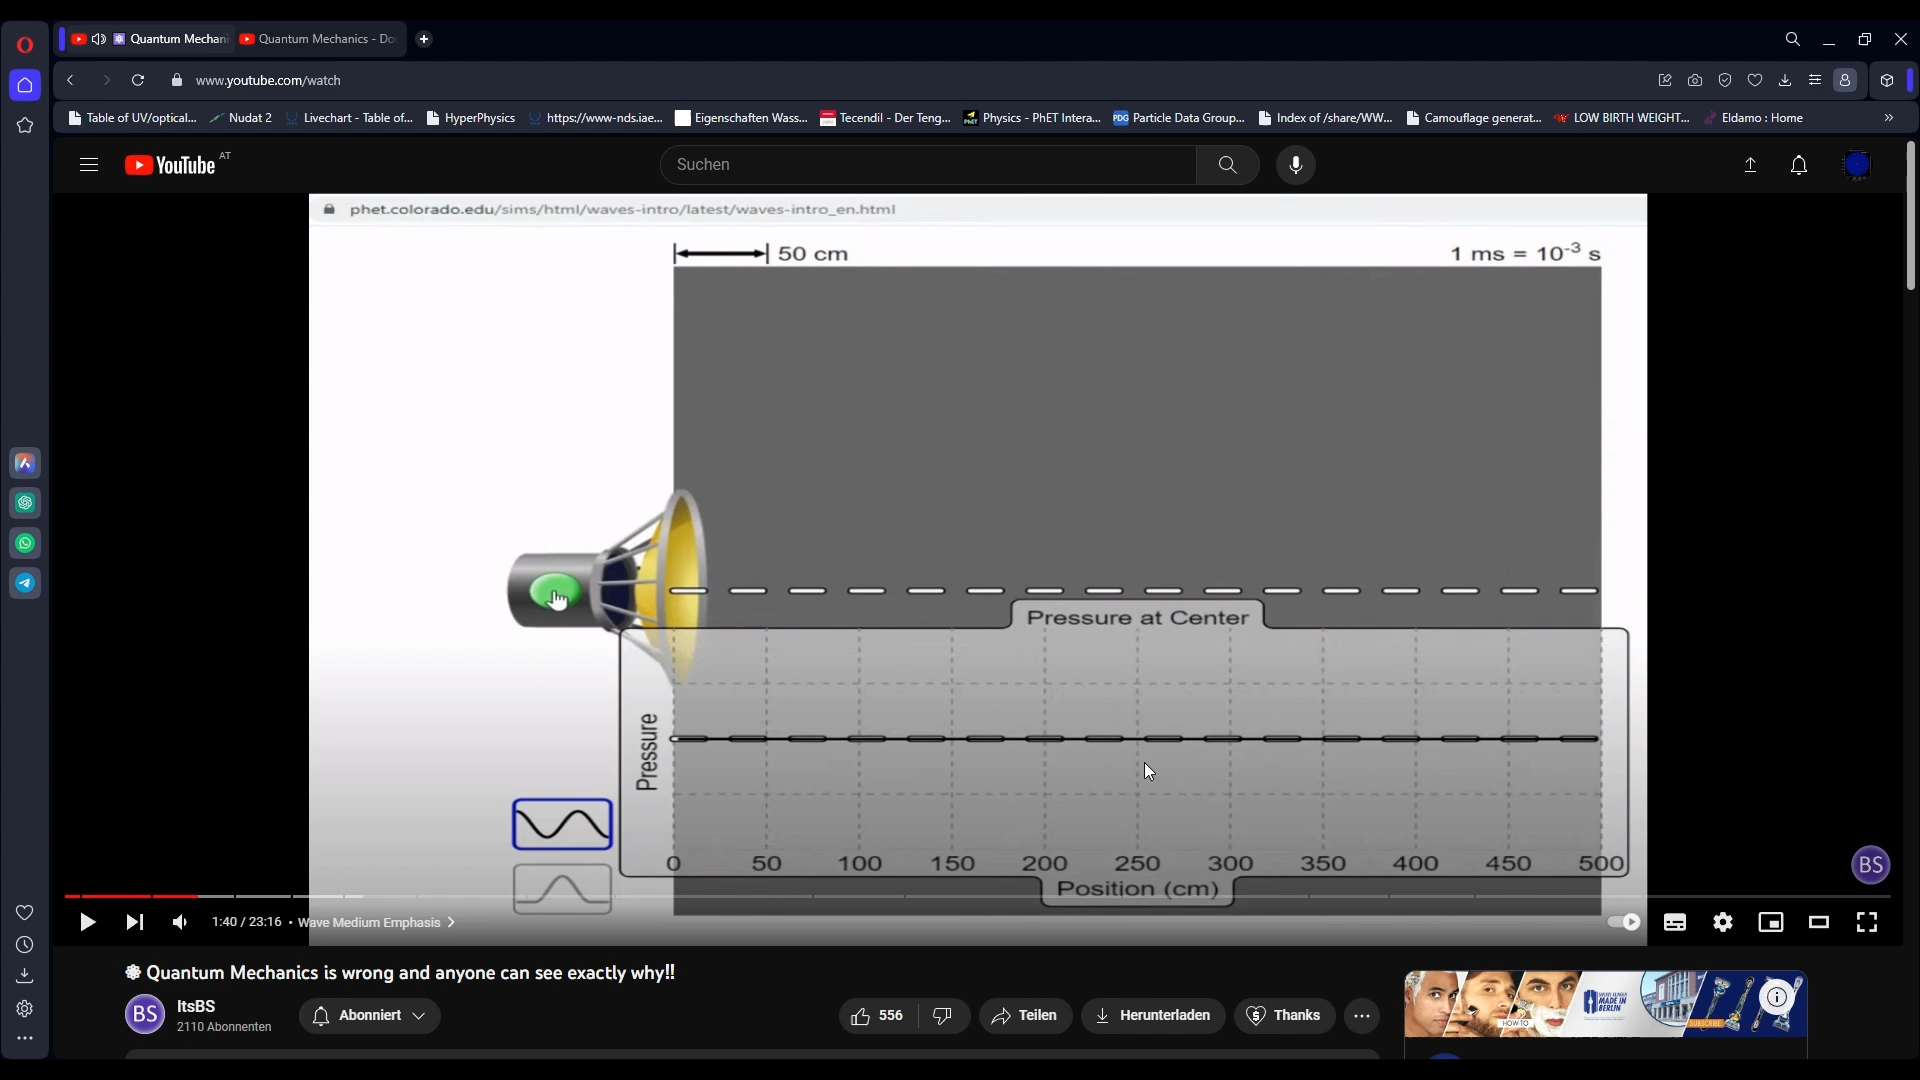 Quantum Mechani
Quantum Mechanics - Do
www.youtube.com/watch
Table of UV/optical...
Nudat 2
Livechart - Table of...
HyperPhysics
https://www-nds.iae...
Eigenschaften Wass...
Tecendil - Der Teng...
Physics - PhET Intera...
PDG
Particle Data Group...
Index of /share/WW...
Camouflage generat...
LOW BIRTH WEIGHT...
Eldamo : Home
YouTube AT
Suchen
phet.colorado.edu/sims/html/waves-intro/latest/waves-intro_en.html
50 cm
1 ms = 10⁻³ s
Pressure at Center
Pressure
0 50 100 150 200 250 300 350 400 450 500
Position (cm)
BS
1:40 / 23:16 • Wave Medium Emphasis
Quantum Mechanics is wrong and anyone can see exactly why!!
BS
ItsBS
2110 Abonnenten
Abonniert
556
Teilen
Herunterladen
Thanks
HOW-TO
MADE IN
BERLIN
SUBSCRIBE